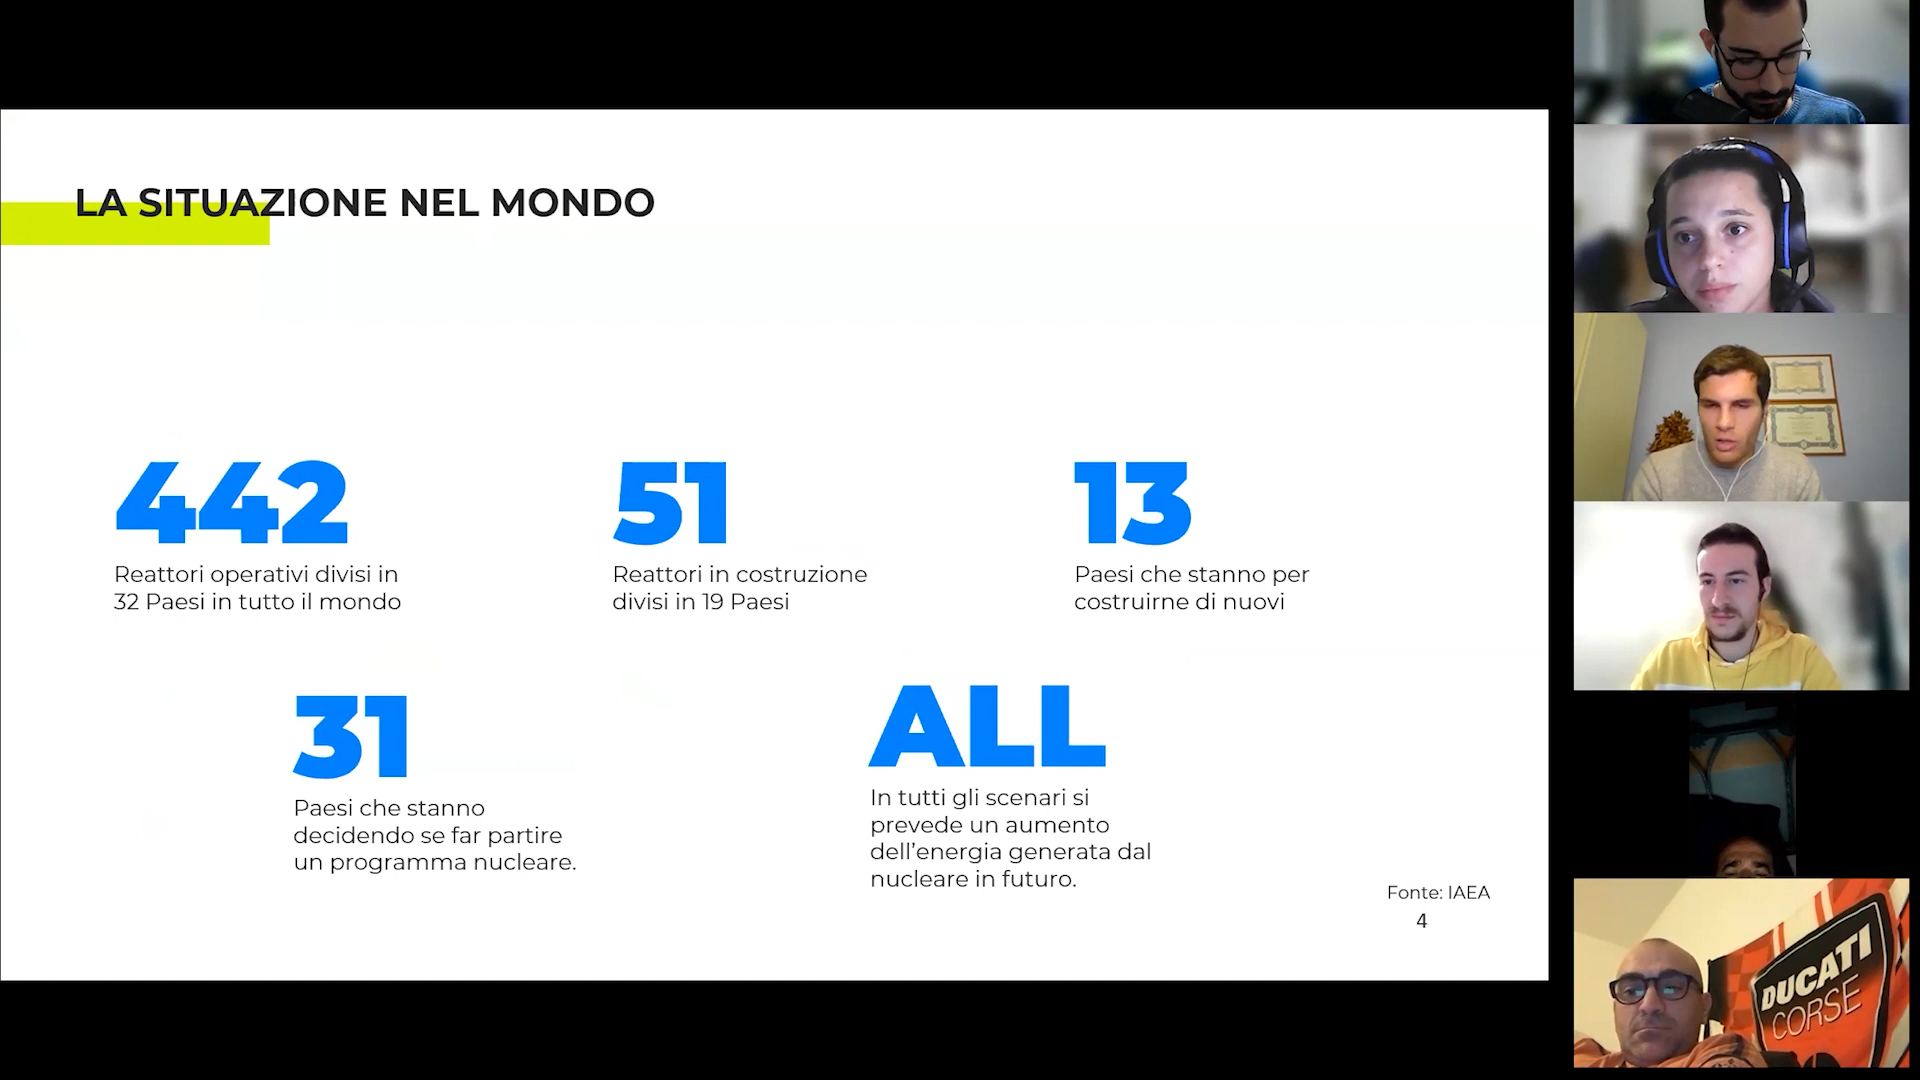 LA SITUAZIONE NEL MONDO
442
Reattori operativi divisi in
32 Paesi in tutto il mondo
51
Reattori in costruzione
divisi in 19 Paesi
13
Paesi che stanno per
costruirne di nuovi
31
Paesi che stanno
decidendo se far partire
un programma nucleare.
ALL
In tutti gli scenari si
prevede un aumento
dell’energia generata dal
nucleare in futuro.
Fonte: IAEA
4
DUCATI
CORSE